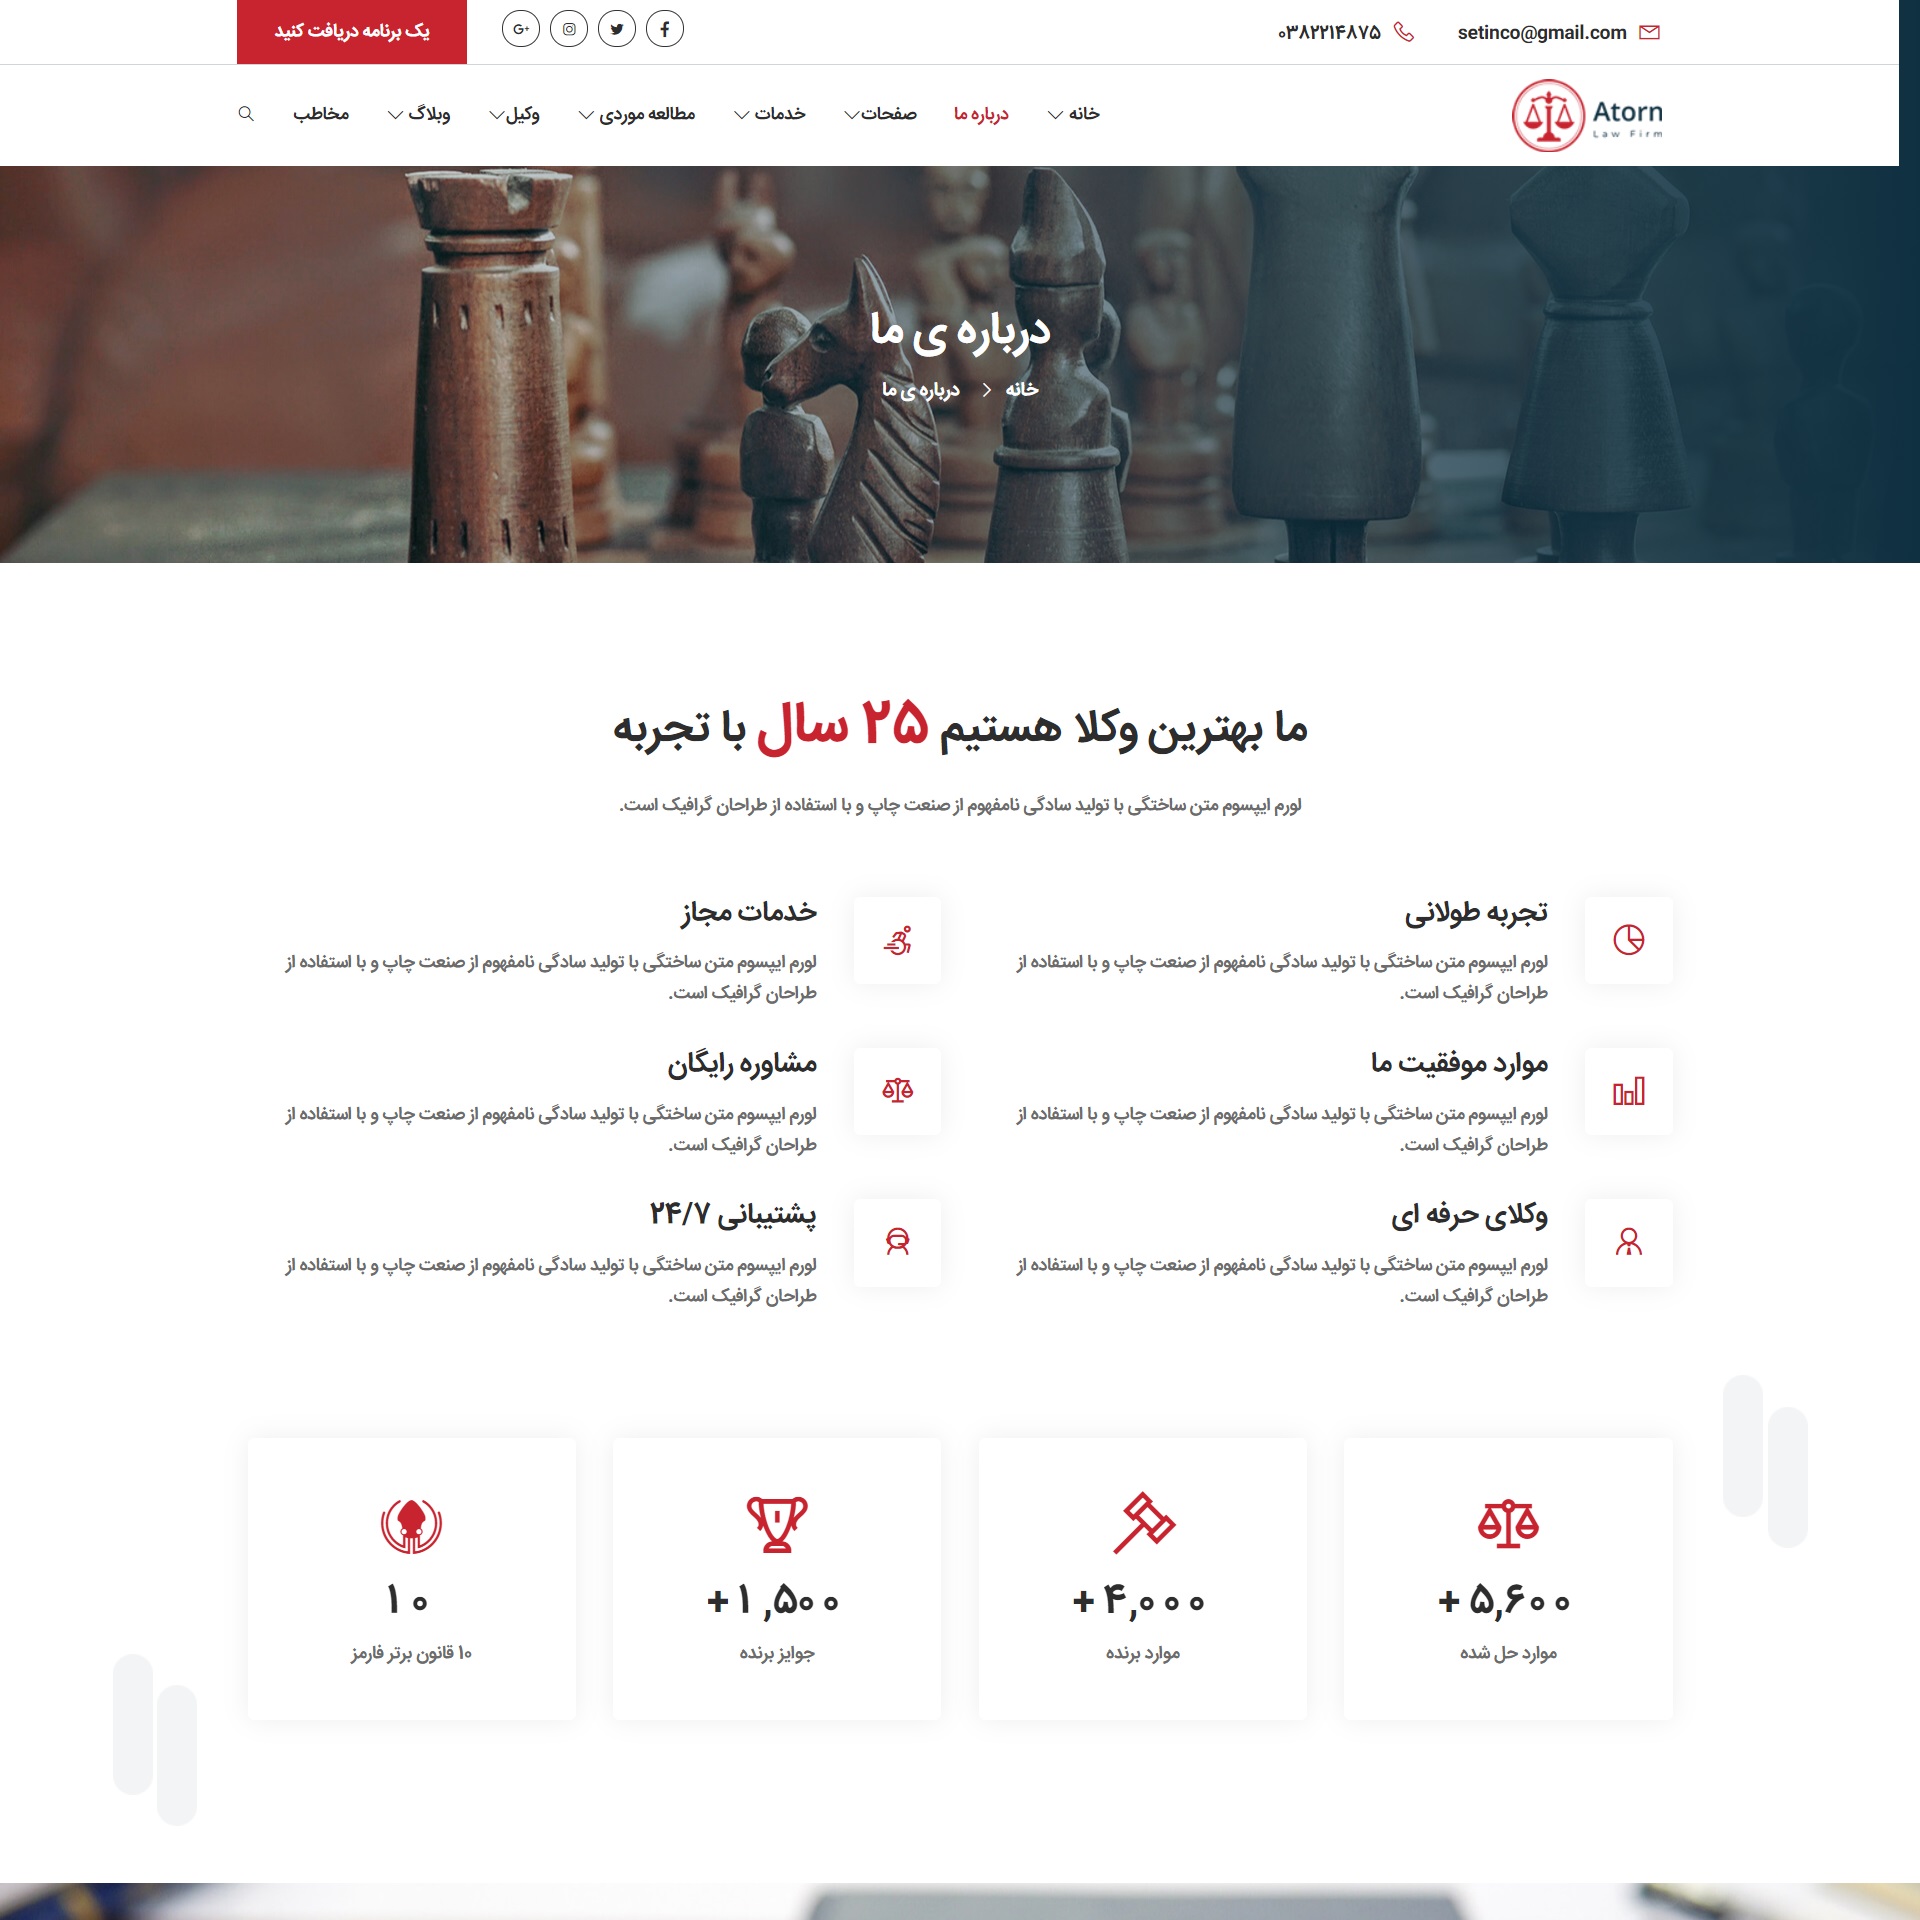 setinco@gmail.com
۰۳۸۲۲۱۴۸۷۵
یک برنامه دریافت کنید
Atorn
Law Firm
خانه
درباره ما
صفحات
خدمات
مطالعه موردی
وکیل
وبلاگ
مخاطب
درباره ی ما
خانه
درباره ی ما
ما بهترین وکلا هستیم ۲۵ سال با تجربه
لورم ایپسوم متن ساختگی با تولید سادگی نامفهوم از صنعت چاپ و با استفاده از طراحان گرافیک است.
تجربه طولانی
لورم ایپسوم متن ساختگی با تولید سادگی نامفهوم از صنعت چاپ و با استفاده از
طراحان گرافیک است.
خدمات مجاز
لورم ایپسوم متن ساختگی با تولید سادگی نامفهوم از صنعت چاپ و با استفاده از
طراحان گرافیک است.
موارد موفقیت ما
لورم ایپسوم متن ساختگی با تولید سادگی نامفهوم از صنعت چاپ و با استفاده از
طراحان گرافیک است.
مشاوره رایگان
لورم ایپسوم متن ساختگی با تولید سادگی نامفهوم از صنعت چاپ و با استفاده از
طراحان گرافیک است.
وکلای حرفه ای
لورم ایپسوم متن ساختگی با تولید سادگی نامفهوم از صنعت چاپ و با استفاده از
طراحان گرافیک است.
پشتیبانی ۲۴/۷
لورم ایپسوم متن ساختگی با تولید سادگی نامفهوم از صنعت چاپ و با استفاده از
طراحان گرافیک است.
+۵,۶۰۰
موارد حل شده
+۴,۰۰۰
موارد برنده
+۱,۵۰۰
جوایز برنده
۱۰
۱۰ قانون برتر فارمز